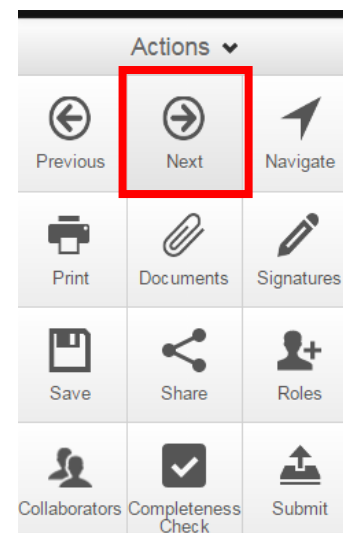 Actions
Previous Next Navigate
Print Documents Signatures
Save Share Roles
Collaborators Completeness Check Submit